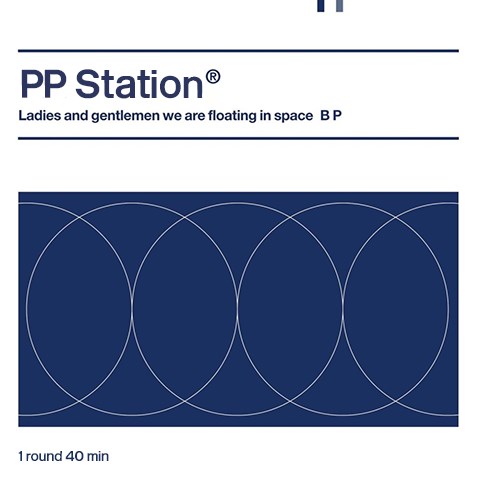 PP Station®
Ladies and gentlemen we are floating in space B P
1 round 40 min